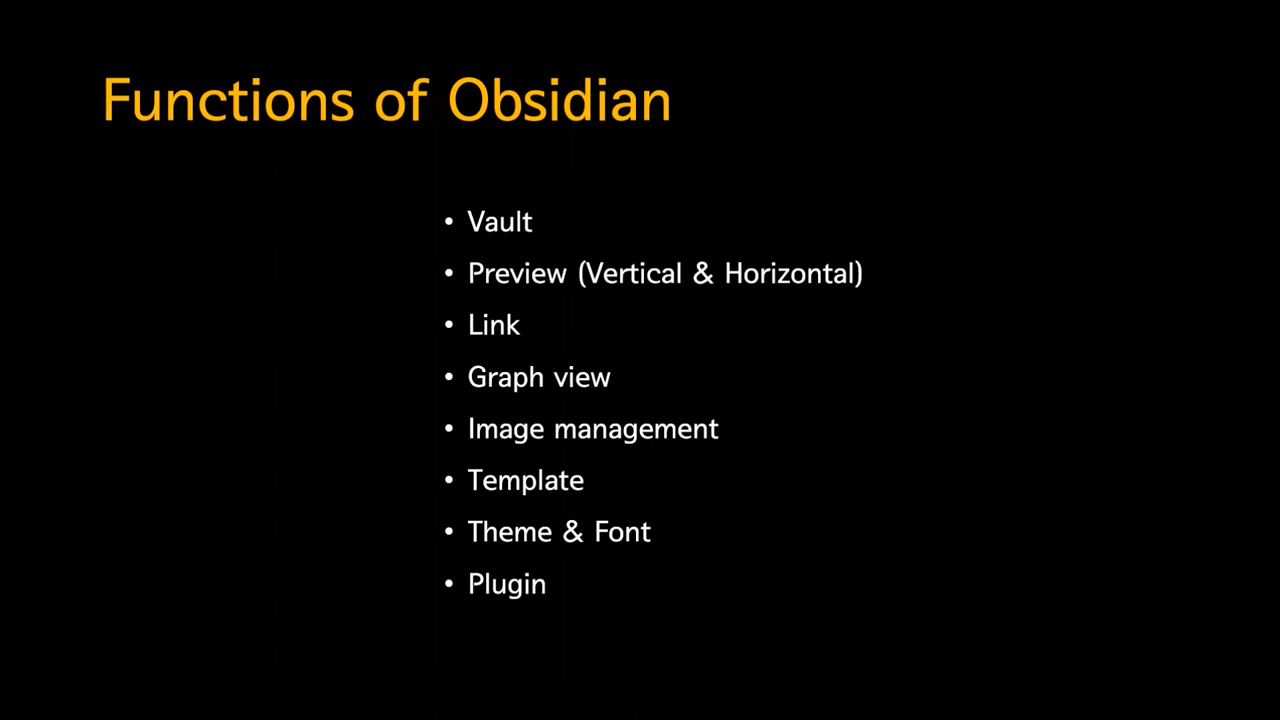 Functions of Obsidian
• Vault
• Preview (Vertical & Horizontal)
• Link
• Graph view
• Image management
• Template
• Theme & Font
• Plugin